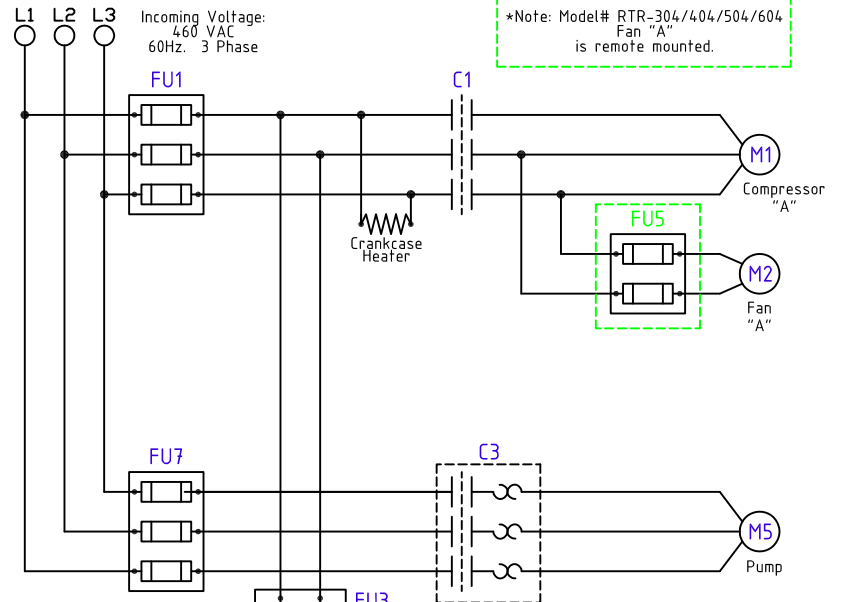 L1 L2 L3
Incoming Voltage:
460 VAC
60Hz. 3 Phase
*Note: Model# RTR-304/404/504/604
Fan "A"
is remote mounted.
FU1
C1
M1
Compressor
"A"
FU5
Crankcase
Heater
M2
Fan
"A"
FU7
C3
M5
Pump
FU3